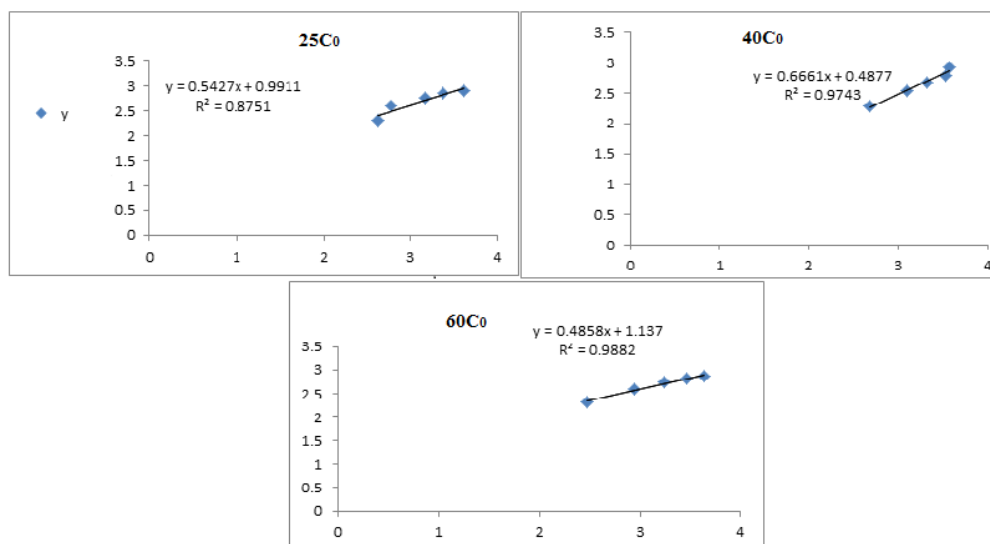 25C0
3.5
3
2.5
2
1.5
1
0.5
0
0 1 2 3 4
y = 0.5427x + 0.9911
R² = 0.8751
y
40C0
3.5
3
2.5
2
1.5
1
0.5
0
0 1 2 3 4
y = 0.6661x + 0.4877
R² = 0.9743
60C0
3.5
3
2.5
2
1.5
1
0.5
0
0 1 2 3 4
y = 0.4858x + 1.137
R² = 0.9882